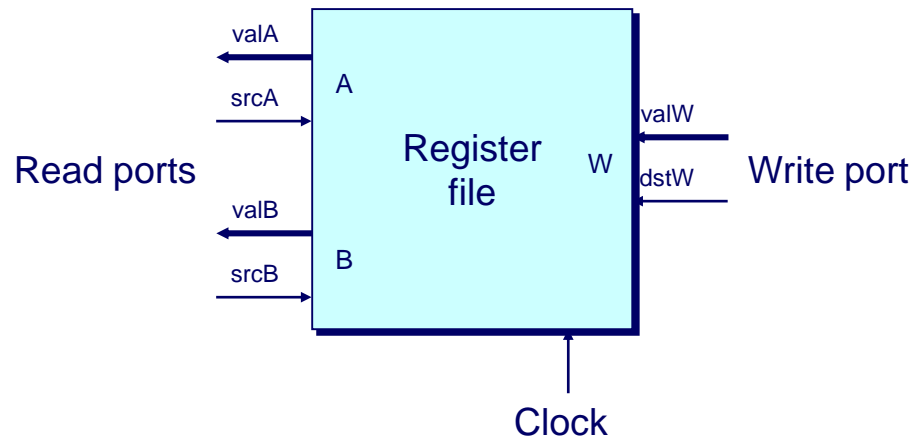 valA
A
srcA
Read ports
valB
B
srcB
Register
file
W
valW
dstW
Write port
Clock